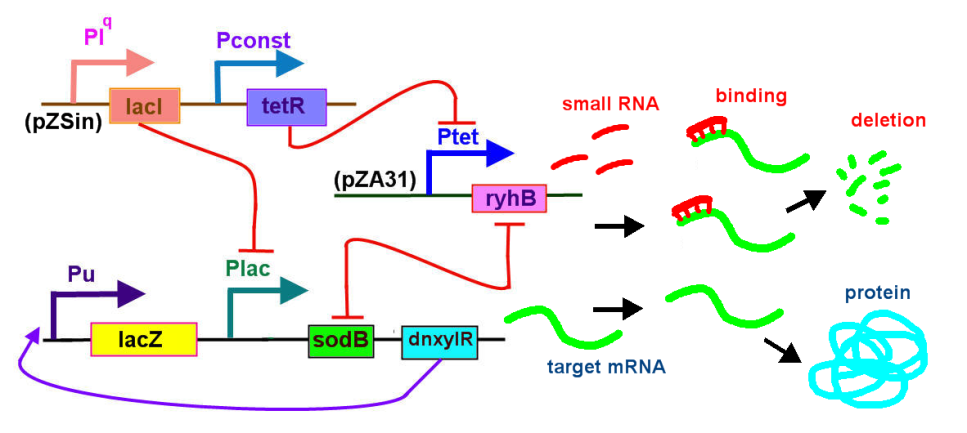 PI^q
Pconst
lacI
tetR
(pZSin)
Ptet
(pZA31)
ryhB
small RNA
binding
deletion
Pu
Plac
lacZ
sodB
dnxylR
target mRNA
protein